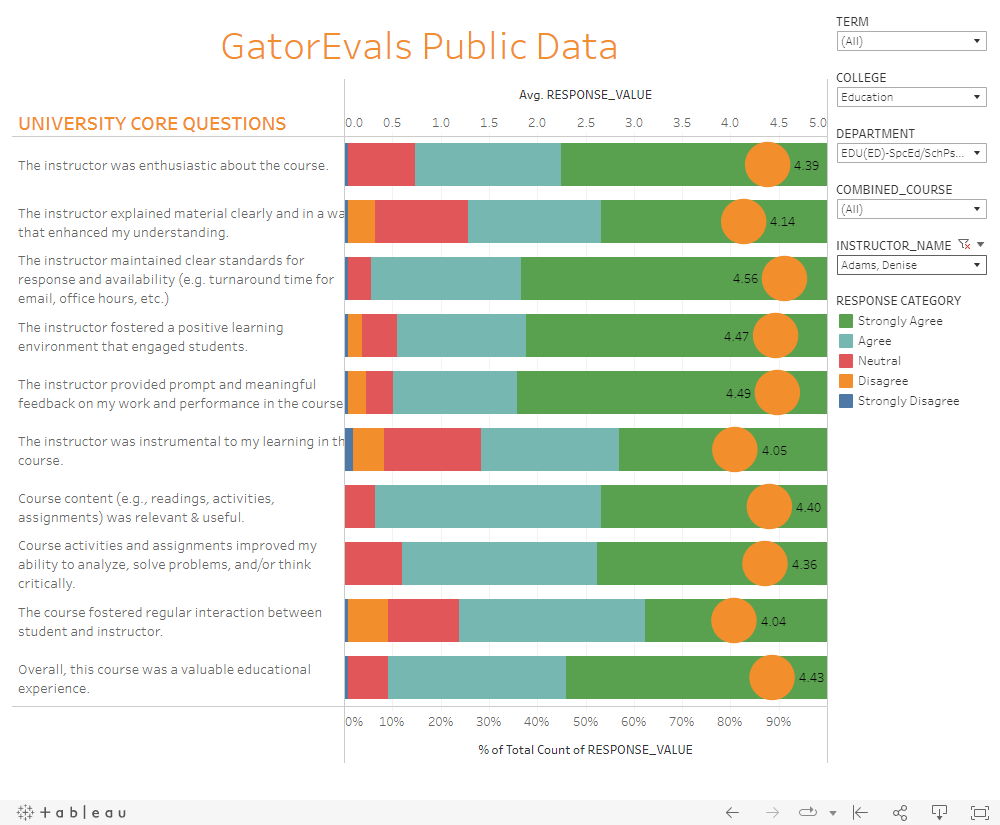 GatorEvals Public Data
TERM
(All)
COLLEGE
Education
DEPARTMENT
EDU(ED)-SpcEd/SchPs...
COMBINED_COURSE
(All)
INSTRUCTOR_NAME
Adams, Denise
RESPONSE CATEGORY
Strongly Agree
Agree
Neutral
Disagree
Strongly Disagree
Avg. RESPONSE_VALUE
UNIVERSITY CORE QUESTIONS
0.0 0.5 1.0 1.5 2.0 2.5 3.0 3.5 4.0 4.5 5.0
The instructor was enthusiastic about the course.
4.39
The instructor explained material clearly and in a wa
that enhanced my understanding.
4.14
The instructor maintained clear standards for
response and availability (e.g. turnaround time for
email, office hours, etc.)
4.56
The instructor fostered a positive learning
environment that engaged students.
4.47
The instructor provided prompt and meaningful
feedback on my work and performance in the course
4.49
The instructor was instrumental to my learning in th
course.
4.05
Course content (e.g., readings, activities,
assignments) was relevant & useful.
4.40
Course activities and assignments improved my
ability to analyze, solve problems, and/or think
critically.
4.36
The course fostered regular interaction between
student and instructor.
4.04
Overall, this course was a valuable educational
experience.
4.43
0% 10% 20% 30% 40% 50% 60% 70% 80% 90%
% of Total Count of RESPONSE_VALUE
tableau